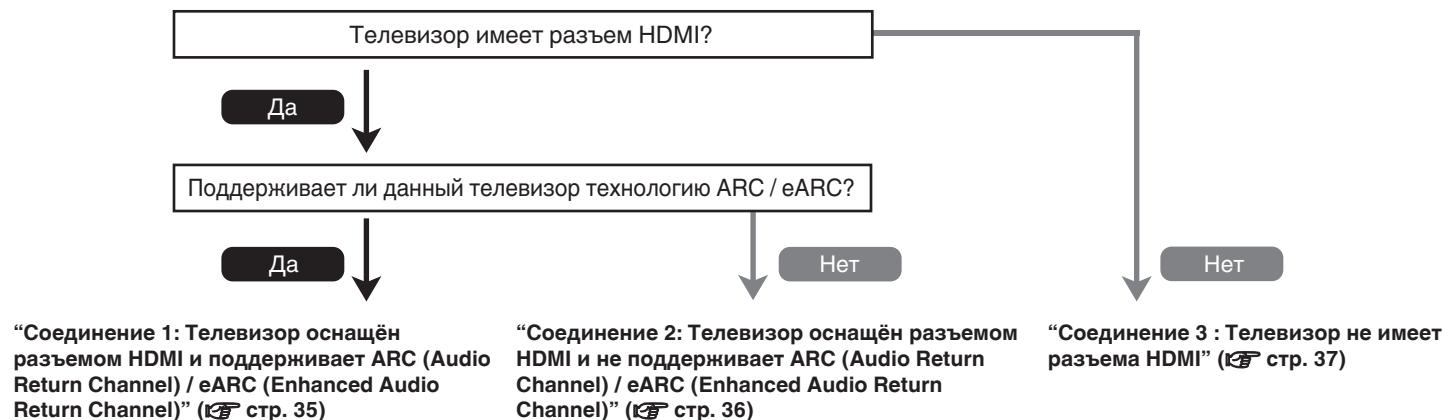 Телевизор имеет разъем HDMI?
Да
Поддерживает ли данный телевизор технологию ARC / eARC?
Да
Нет
Нет
“Соединение 1: Телевизор оснащён
разъемом HDMI и поддерживает ARC (Audio
Return Channel) / eARC (Enhanced Audio
Return Channel)” (стр. 35)
“Соединение 2: Телевизор оснащён разъемом
HDMI и не поддерживает ARC (Audio Return
Channel) / eARC (Enhanced Audio Return
Channel)” (стр. 36)
“Соединение 3 : Телевизор не имеет
разъема HDMI” (стр. 37)